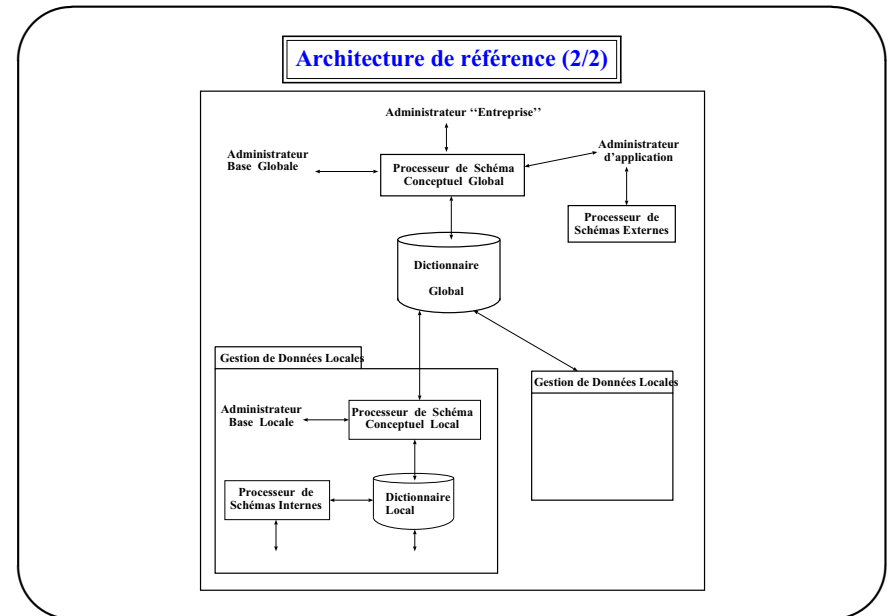 Architecture de référence (2/2)
Administrateur ‘‘Entreprise’’
Administrateur
Base Globale
Processeur de Schéma
Conceptuel Global
Administrateur
d’application
Processeur de
Schémas Externes
Dictionnaire
Global
Gestion de Données Locales
Gestion de Données Locales
Administrateur
Base Locale
Processeur de Schéma
Conceptuel Local
Processeur de
Schémas Internes
Dictionnaire
Local